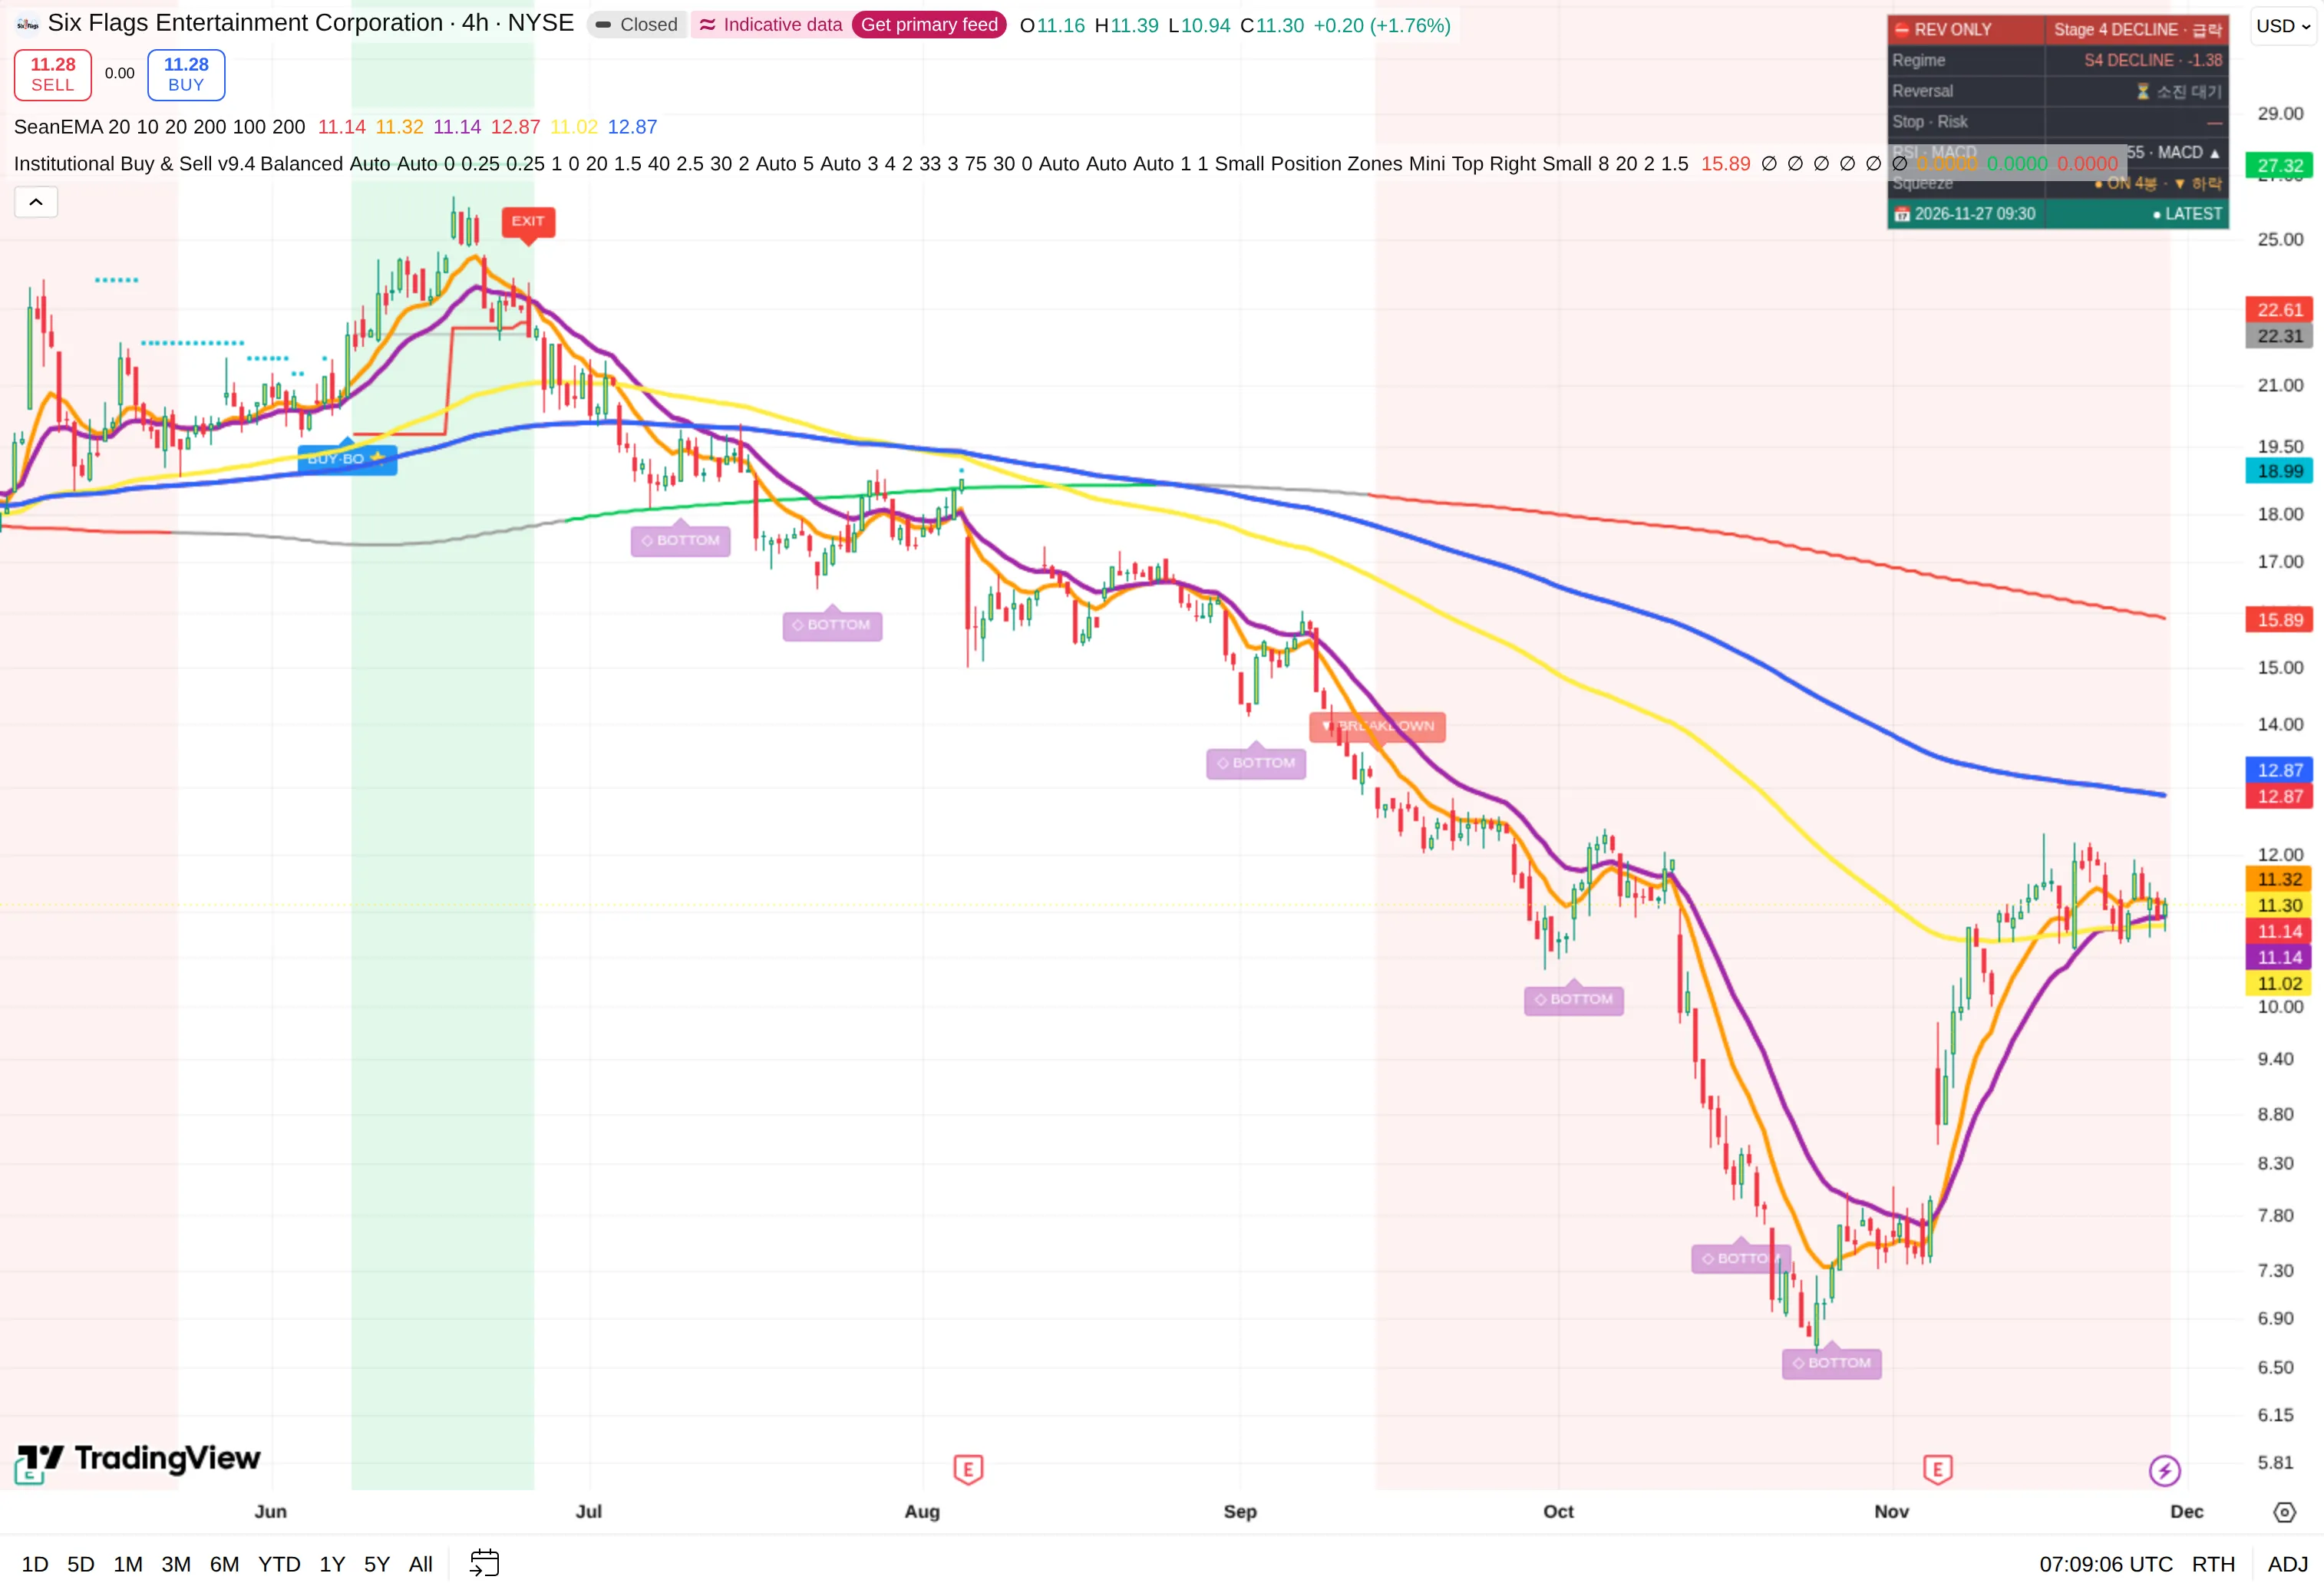 Six Flags Entertainment Corporation · 4h · NYSE Closed Indicative data Get primary feed O11.16 H11.39 L10.94 C11.30 +0.20 (+1.76%)
11.28 SELL 0.00 11.28 BUY
SeanEMA 20 10 20 200 100 200 11.14 11.32 11.14 12.87 11.02 12.87
Institutional Buy & Sell v9.4 Balanced Auto Auto 0 0.25 0.25 1 0 20 1.5 40 2.5 30 2 Auto 5 Auto 3 4 2 33 3 75 30 0 Auto Auto Auto 1 1 Small Position Zones Mini Top Right Small 8 20 2 1.5 15.89 ∅ ∅ ∅ ∅ ∅ ∅ 0.0000 0.0000 0.0000
REV ONLY Stage 4 DECLINE · 급락
Regime S4 DECLINE · -1.38
Reversal ⏳ 소진 대기
Stop · Risk —
RSI · MACD 55 · MACD ▲
Squeeze ● ON 4봉 · ▼ 하락
2026-11-27 09:30 ● LATEST
USD
29.00
27.32
25.00
22.61
22.31
21.00
19.50
18.99
18.00
17.00
15.89
15.00
14.00
12.87
12.87
12.00
11.32
11.30
11.14
11.14
11.02
10.00
9.40
8.80
8.30
7.80
7.30
6.90
6.50
6.15
5.81
EXIT
BUY-BO ⭐
◇ BOTTOM
◇ BOTTOM
▼ BREAKDOWN
◇ BOTTOM
◇ BOTTOM
◇ BOTTOM
◇ BOTTOM
TradingView
E
E
E
Jun Jul Aug Sep Oct Nov Dec
1D 5D 1M 3M 6M YTD 1Y 5Y All 07:09:06 UTC RTH ADJ